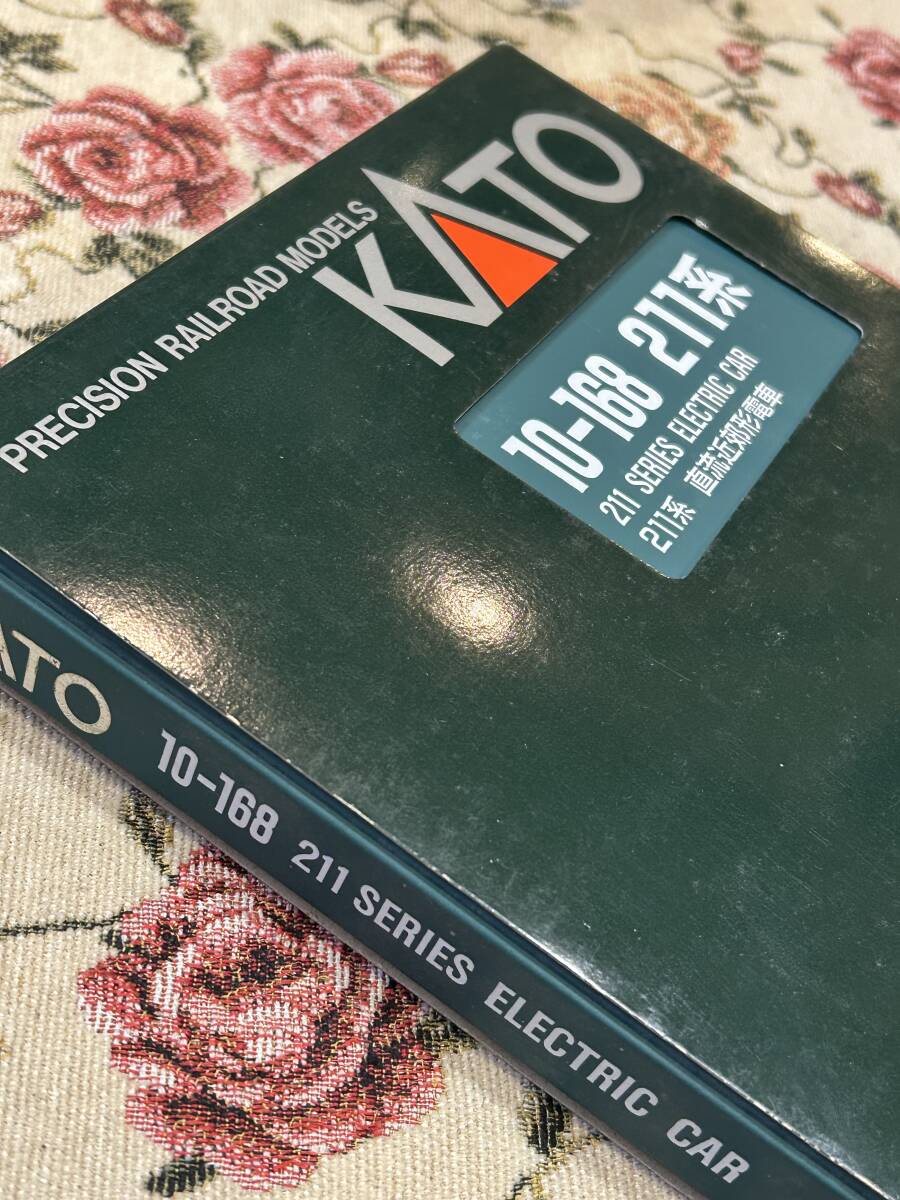 PRECISION RAILROAD MODELS
KATO
10-168 211系
211 SERIES ELECTRIC CAR
211系 直流近郊形電車
ATO
10-168 211 SERIES ELECTRIC CAR